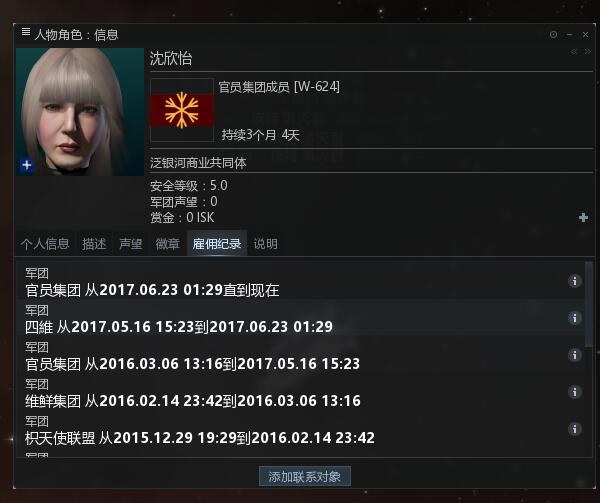 人物角色：信息
沈欣怡
官员集团成员 [W-624]
持续3个月 4天
泛银河商业共同体
安全等级：5.0
军团声望：0
赏金：0 ISK
个人信息 描述 声望 徽章 雇佣纪录 说明
军团
官员集团 从2017.06.23 01:29直到现在
军团
四維 从2017.05.16 15:23到2017.06.23 01:29
军团
官员集团 从2016.03.06 13:16到2017.05.16 15:23
军团
维鲜集团 从2016.02.14 23:42到2016.03.06 13:16
军团
枳天使联盟 从2015.12.29 19:29到2016.02.14 23:42
军团
添加联系对象